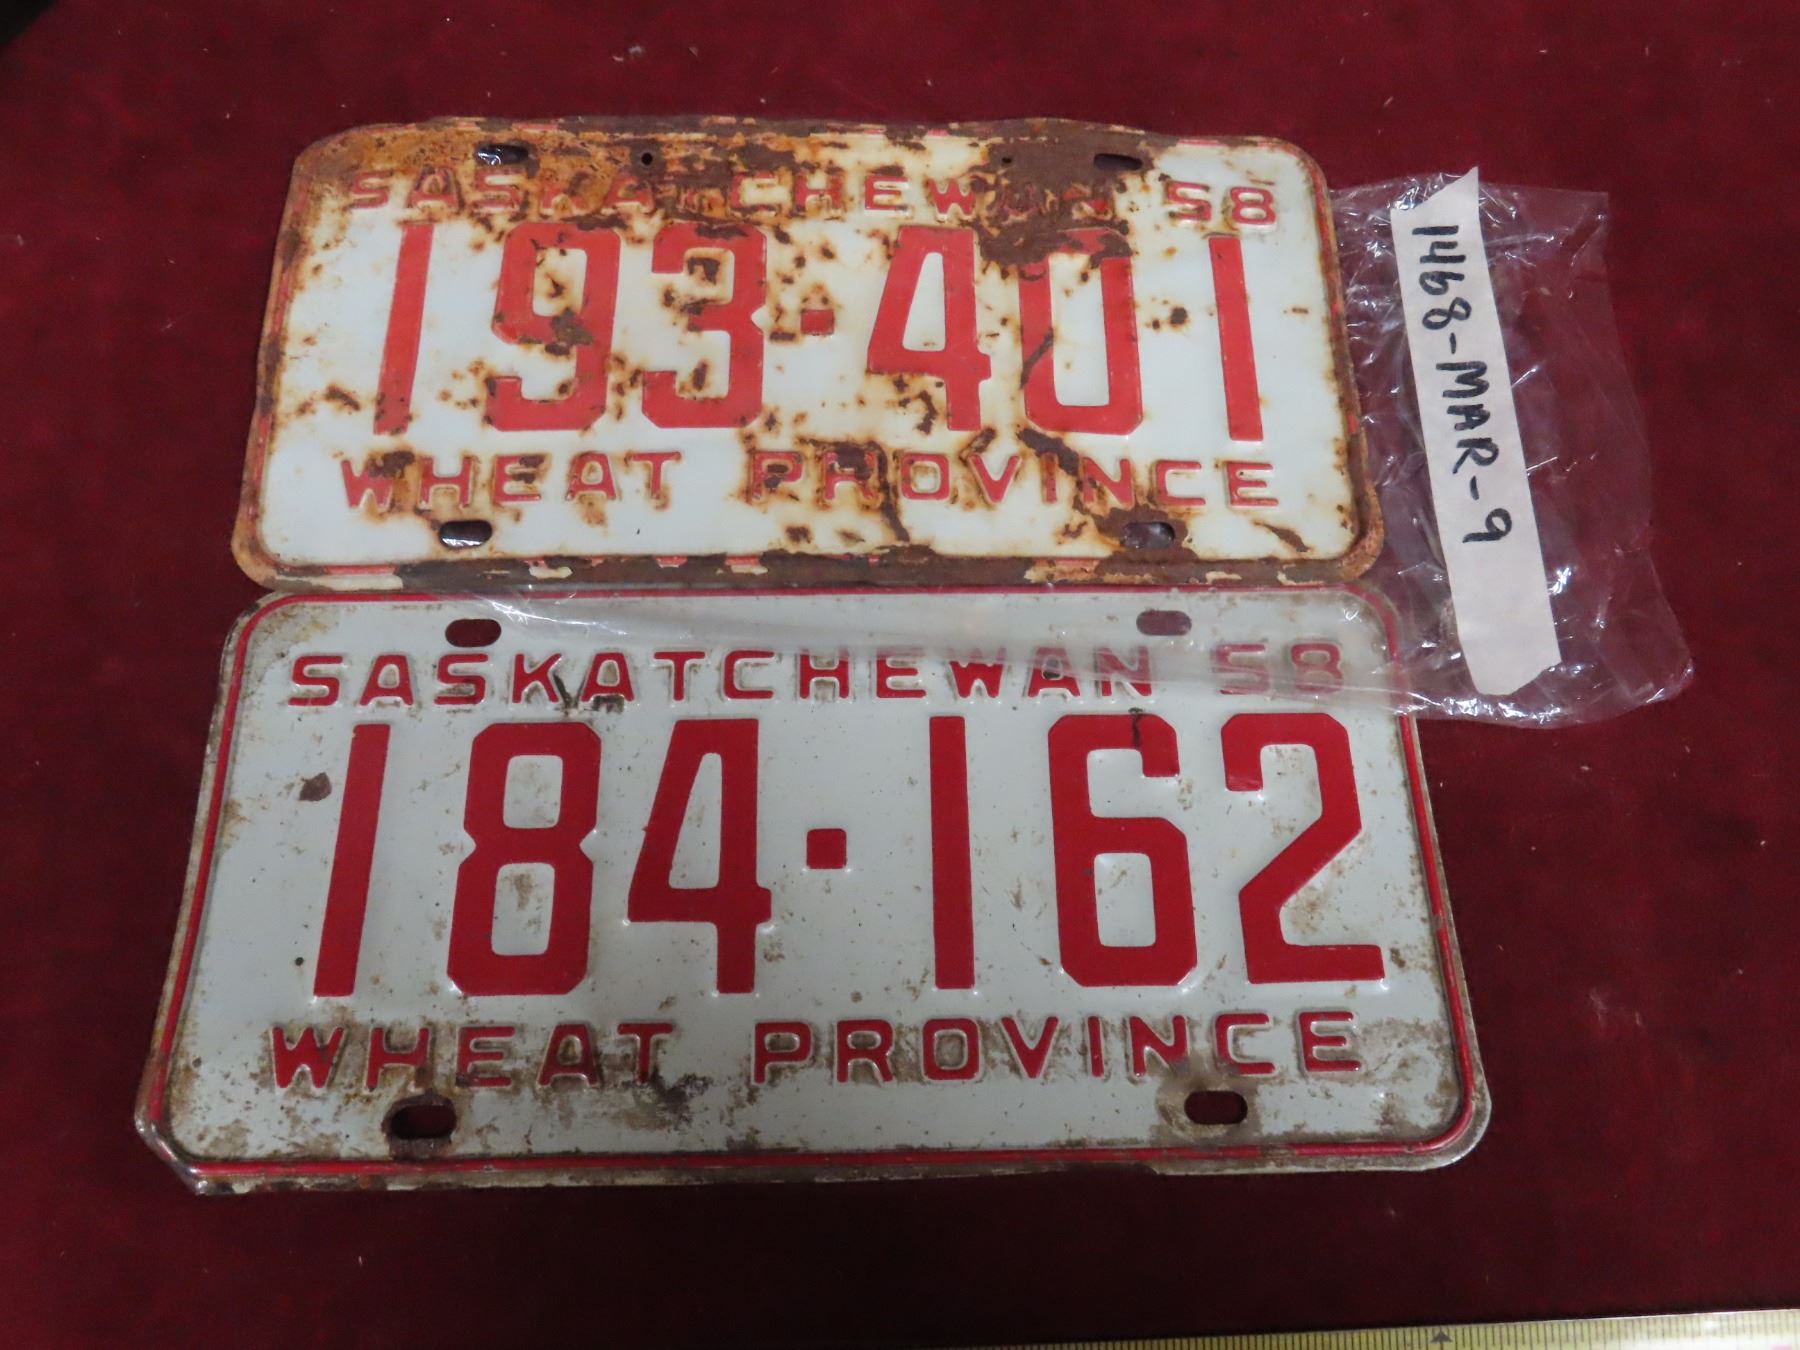 SASKATCHEWAN 58
193-401
WHEAT PROVINCE
SASKATCHEWAN 58
184-162
WHEAT PROVINCE
1468-MAR-9